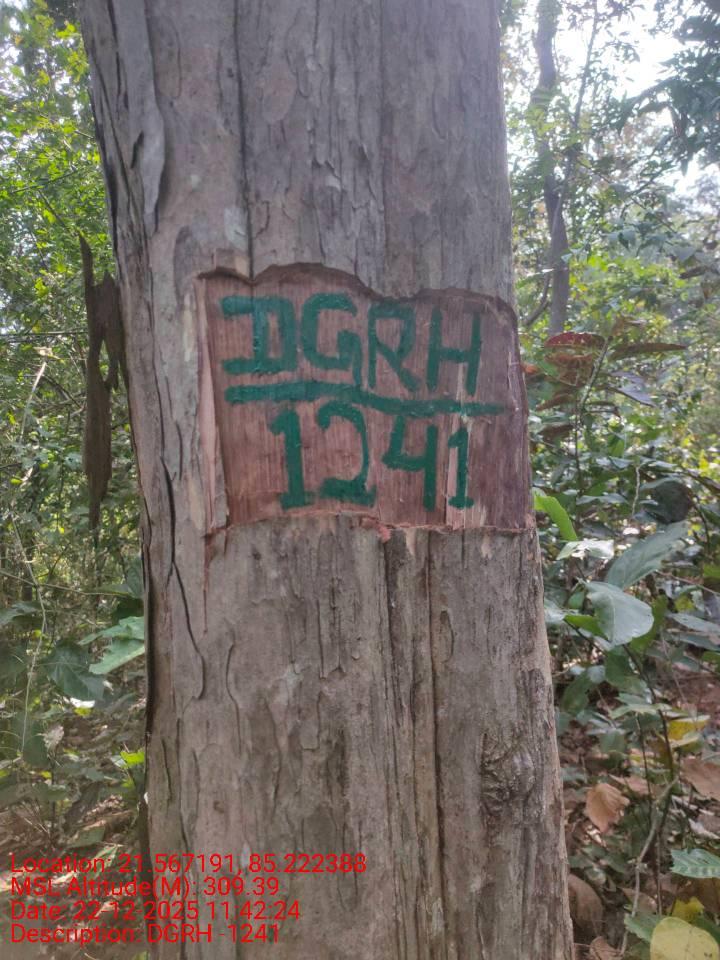 DGRH
1241
Location: 21.567191, 85.222388
MSL Altitude(M): 309.39
Date: 22-12-2025 11:42:24
Description: DGRH -1241